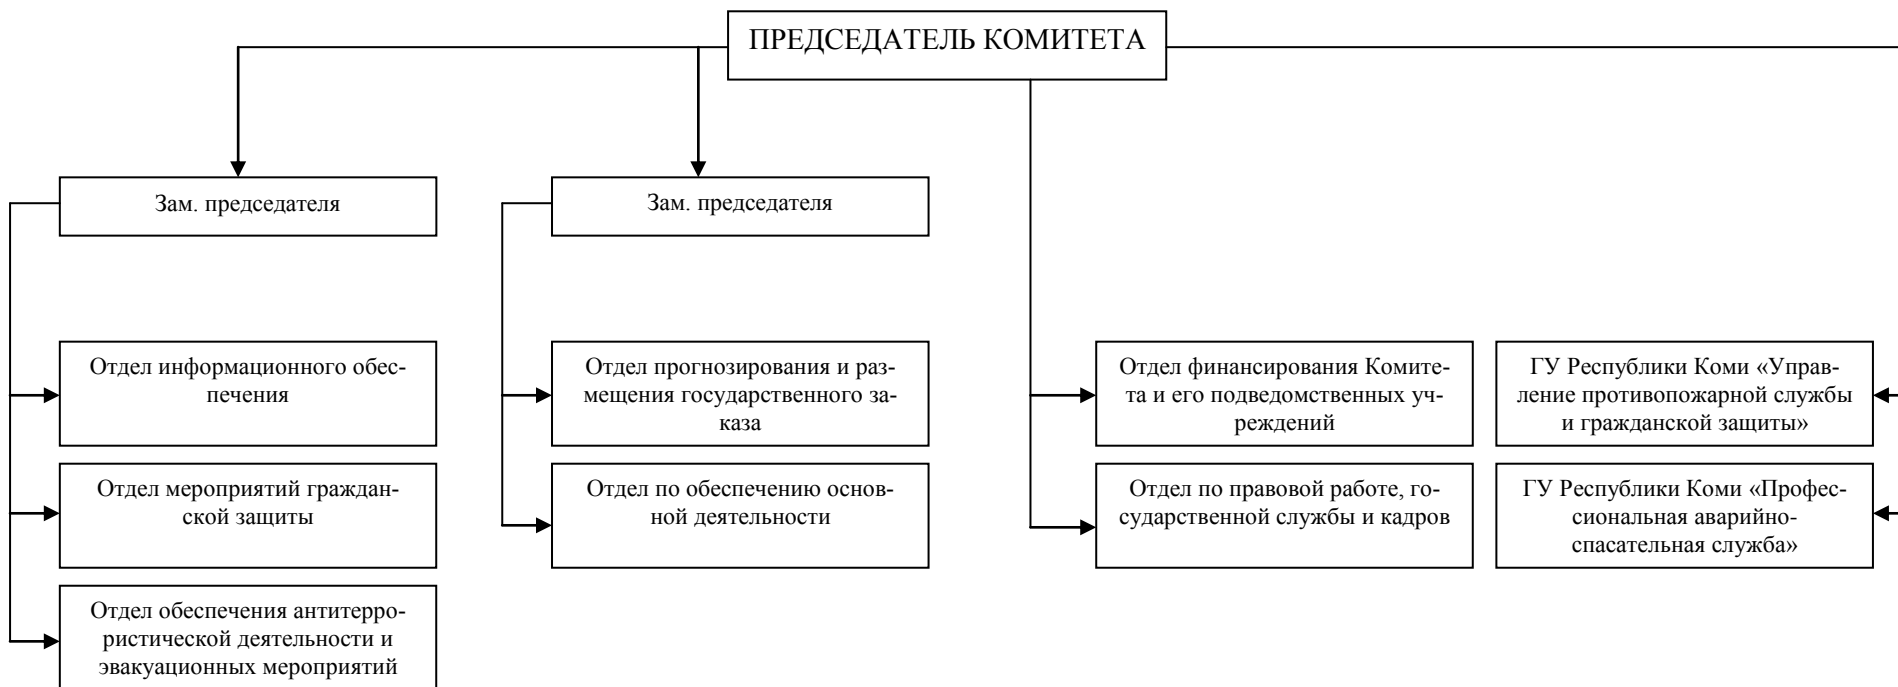 ПРЕДСЕДАТЕЛЬ КОМИТЕТА
Зам. председателя
Зам. председателя
Отдел информационного обес-
печения
Отдел прогнозирования и раз-
мещения государственного за-
каза
Отдел финансирования Комите-
та и его подведомственных уч-
реждений
ГУ Республики Коми «Управ-
ление противопожарной службы
и гражданской защиты»
Отдел мероприятий граждан-
ской защиты
Отдел по обеспечению основ-
ной деятельности
Отдел по правовой работе, го-
сударственной службы и кадров
ГУ Республики Коми «Профес-
сиональная аварийно-
спасательная служба»
Отдел обеспечения антитерро-
ристической деятельности и
эвакуационных мероприятий